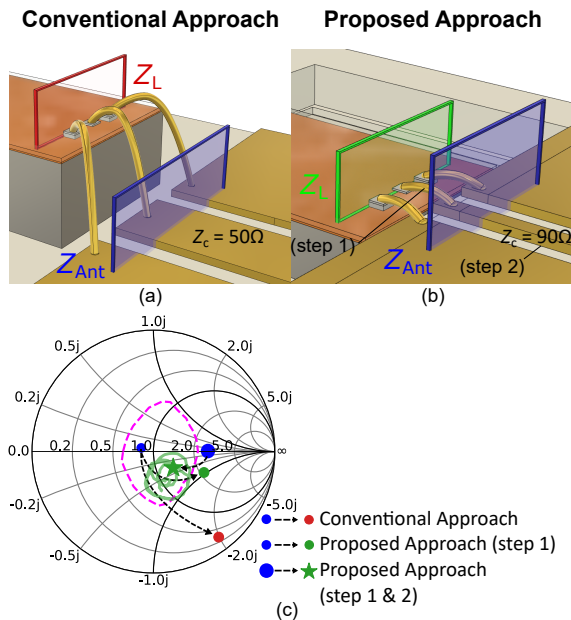 Conventional Approach
Proposed Approach
Z_L
Z_Ant
Z_c = 50Ω
(a)
Z_L
(step 1)
Z_Ant
Z_c = 90Ω
(step 2)
(b)
1.0j
0.5j
2.0j
0.2j
5.0j
0.0
0.2
0.5
1.0
2.0
5.0
∞
-0.2j
-5.0j
-0.5j
-2.0j
-1.0j
Conventional Approach
Proposed Approach (step 1)
Proposed Approach
(step 1 & 2)
(c)